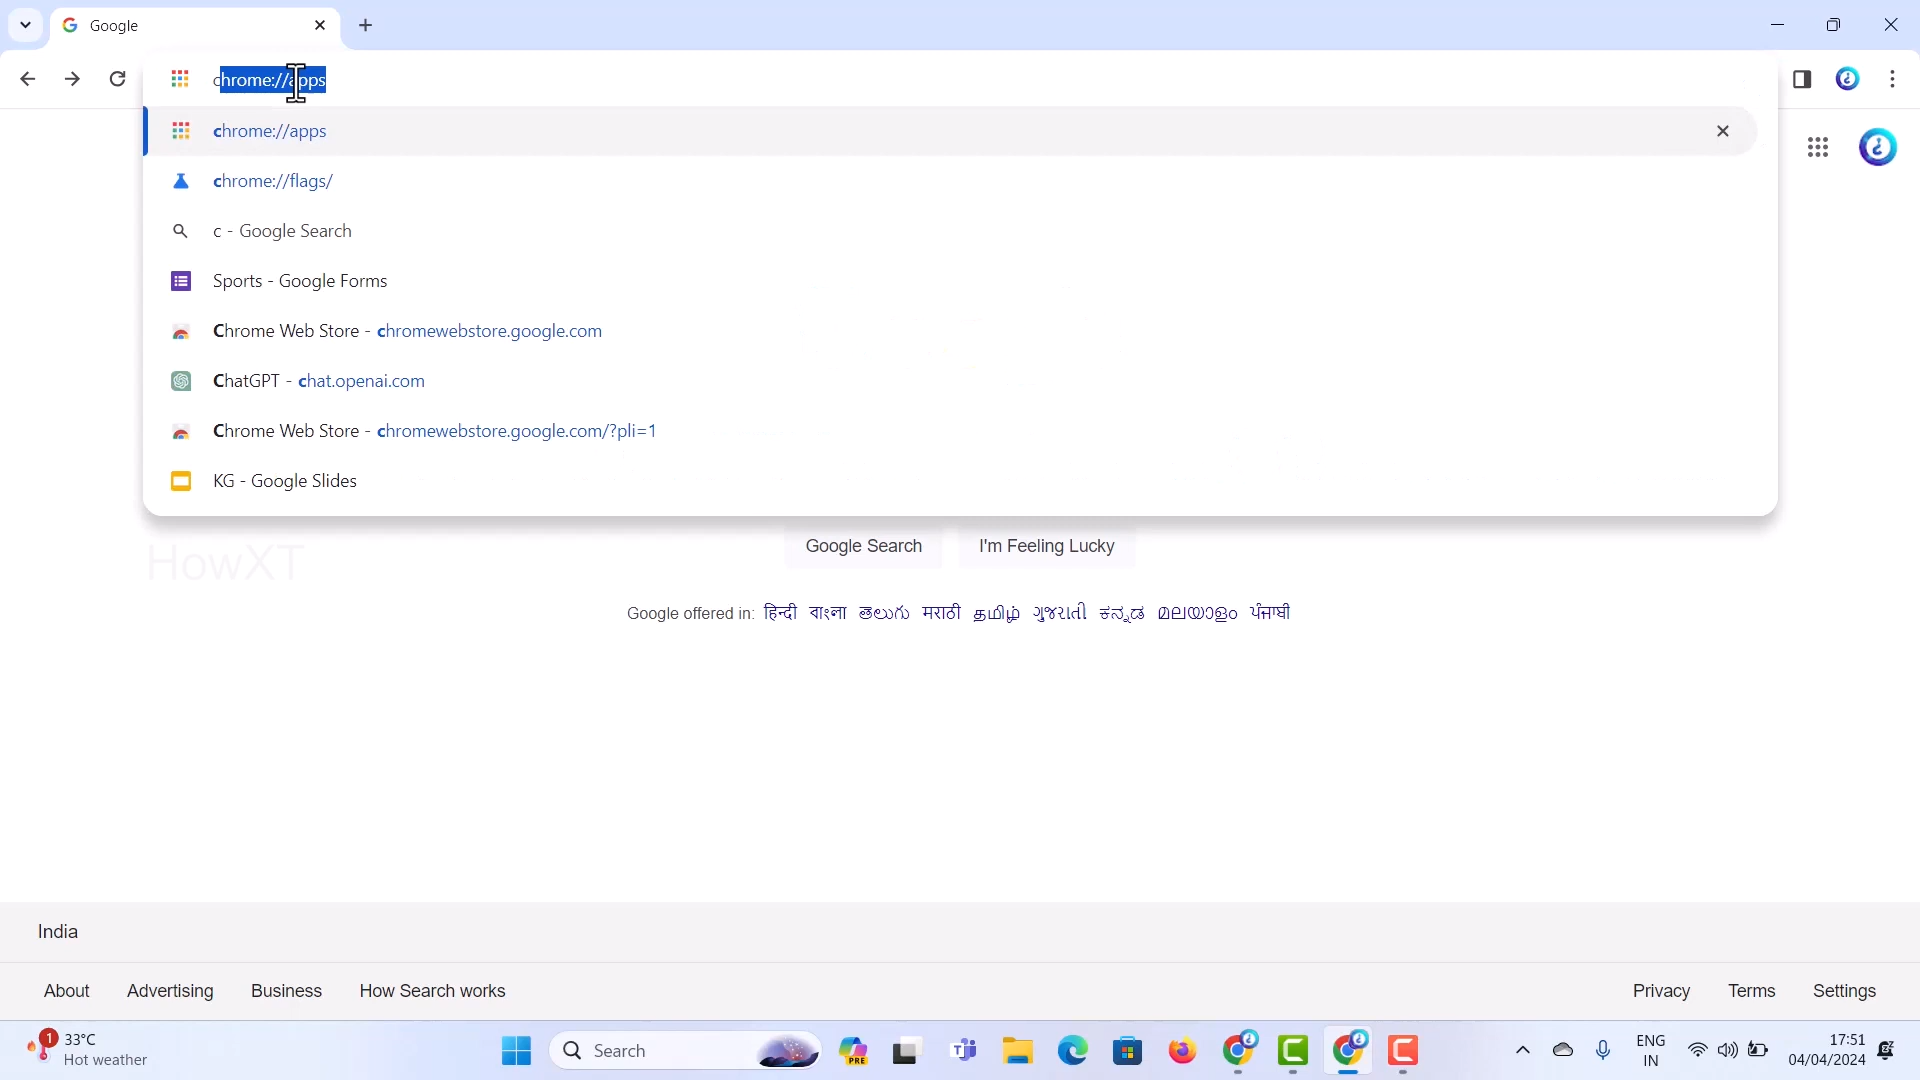 Google
chrome://apps
chrome://apps
chrome://flags/
c - Google Search
Sports - Google Forms
Chrome Web Store - chromewebstore.google.com
ChatGPT - chat.openai.com
Chrome Web Store - chromewebstore.google.com/?pli=1
KG - Google Slides
HowXT
Google Search I'm Feeling Lucky
Google offered in: हिन्दी বাংলা తెలుగు मराठी தமிழ் ગુજરાતી ಕನ್ನಡ മലയാളം ਪੰਜਾਬੀ
India
About Advertising Business How Search works Privacy Terms Settings
1 33°C
Hot weather
Search
PRE
ENG
IN
17:51
04/04/2024